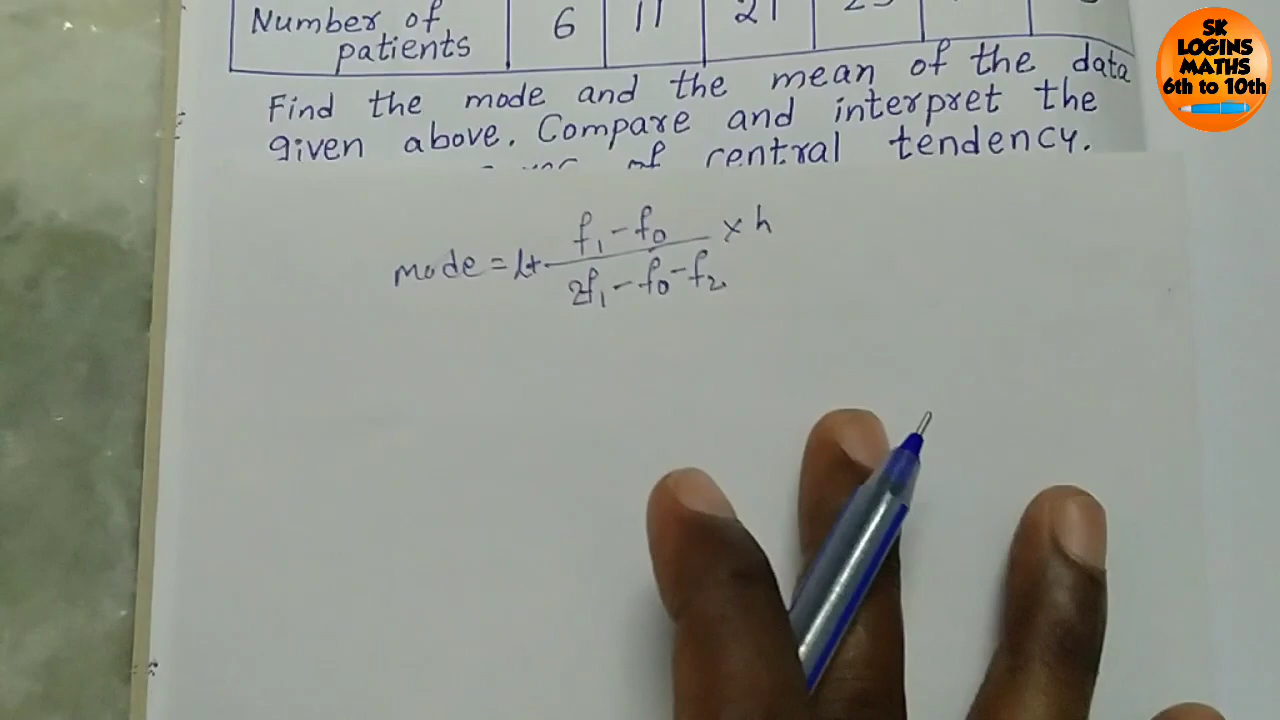 Number of 6 11 21
patients
Find the mode and the mean of the data
given above. Compare and interpret the
of central tendency.
mode = l + f₁ - f₀ / 2f₁ - f₀ - f₂ × h
SK
LOGINS
MATHS
6th to 10th